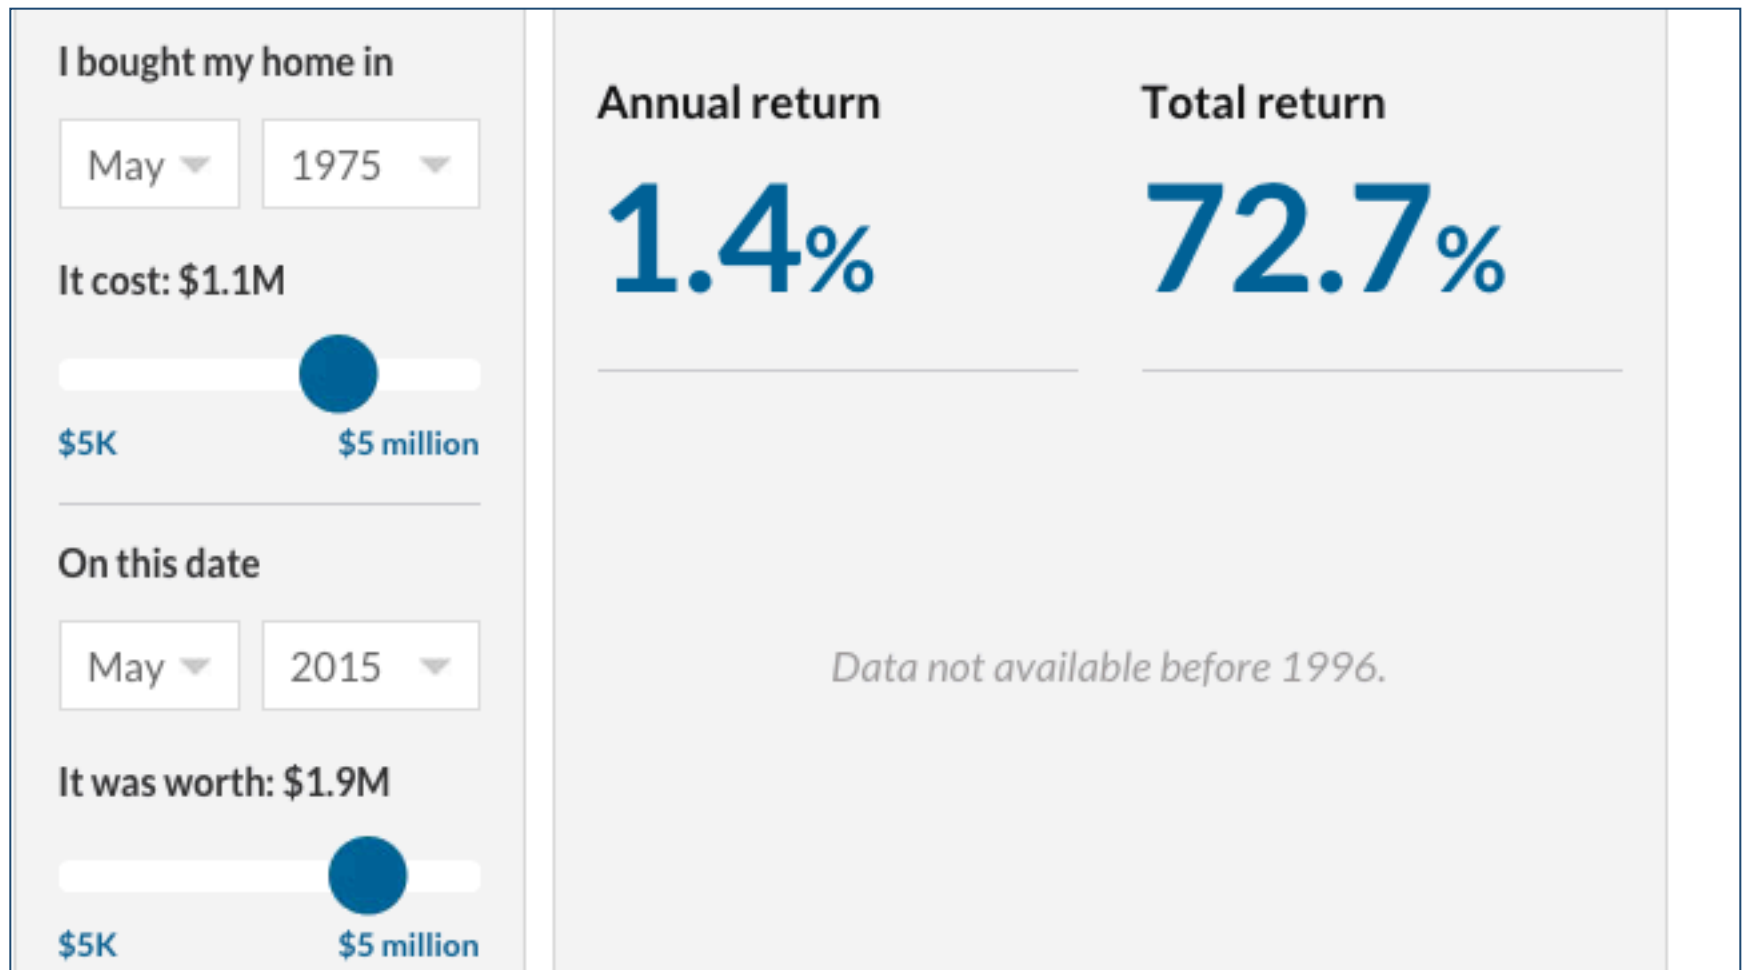 I bought my home in
May 1975
It cost: $1.1M
$5K $5 million
On this date
May 2015
It was worth: $1.9M
$5K $5 million
Annual return
1.4%
Total return
72.7%
Data not available before 1996.